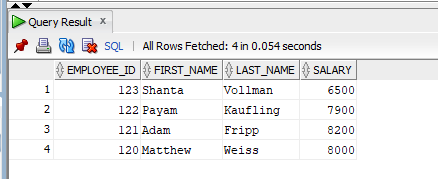 Query Result x
SQL | All Rows Fetched: 4 in 0.054 seconds
EMPLOYEE_ID FIRST_NAME LAST_NAME SALARY
1 123 Shanta Vollman 6500
2 122 Payam Kaufling 7900
3 121 Adam Fripp 8200
4 120 Matthew Weiss 8000